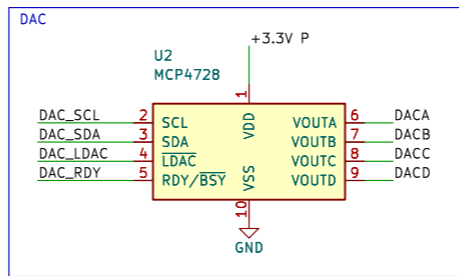 DAC
+3.3V P
U2
MCP4728
1
VDD
DAC_SCL 2 SCL VOUTA 6 DACA
DAC_SDA 3 SDA VOUTB 7 DACB
DAC_LDAC 4 LDAC VOUTC 8 DACC
DAC_RDY 5 RDY/BSY VOUTD 9 DACD
VSS
10
GND